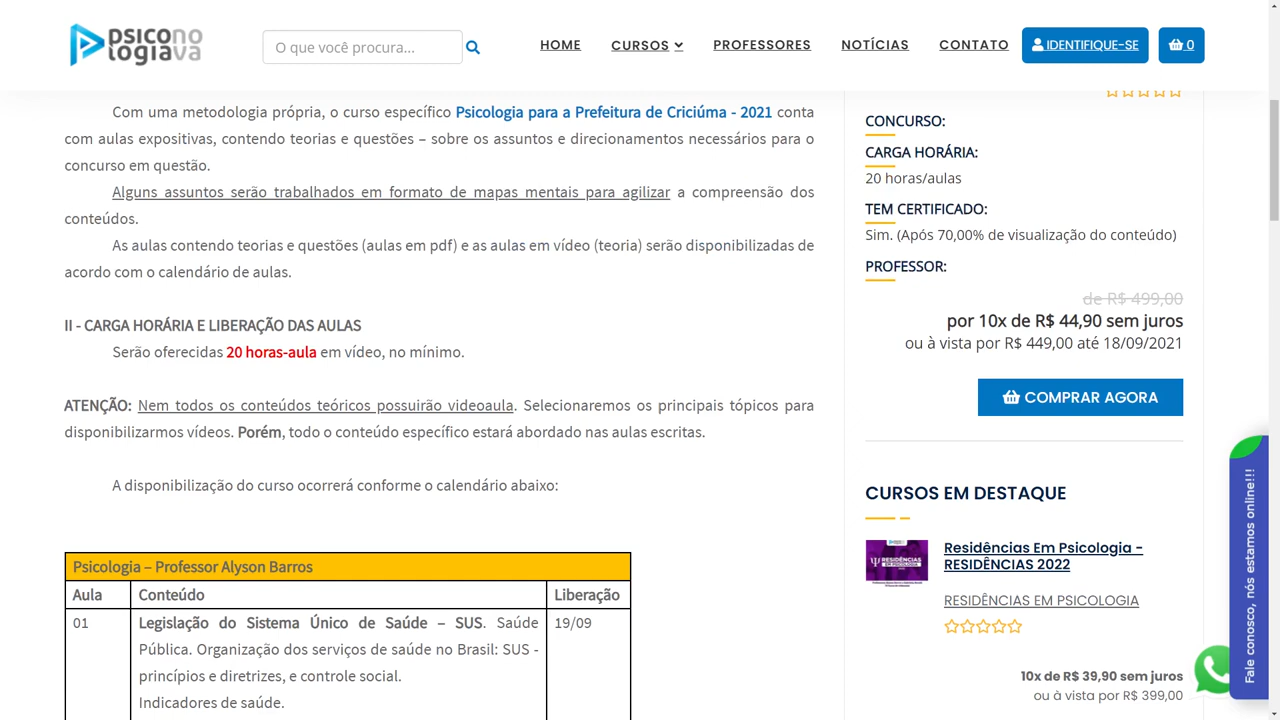 psicono
logiava
O que você procura...
HOME
CURSOS
PROFESSORES
NOTÍCIAS
CONTATO
IDENTIFIQUE-SE
0
Com uma metodologia própria, o curso específico Psicologia para a Prefeitura de Criciúma - 2021 conta
com aulas expositivas, contendo teorias e questões – sobre os assuntos e direcionamentos necessários para o
concurso em questão.
Alguns assuntos serão trabalhados em formato de mapas mentais para agilizar a compreensão dos
conteúdos.
As aulas contendo teorias e questões (aulas em pdf) e as aulas em vídeo (teoria) serão disponibilizadas de
acordo com o calendário de aulas.
II - CARGA HORÁRIA E LIBERAÇÃO DAS AULAS
Serão oferecidas 20 horas-aula em vídeo, no mínimo.
ATENÇÃO: Nem todos os conteúdos teóricos possuirão videoaula. Selecionaremos os principais tópicos para
disponibilizarmos vídeos. Porém, todo o conteúdo específico estará abordado nas aulas escritas.
A disponibilização do curso ocorrerá conforme o calendário abaixo:
Psicologia – Professor Alyson Barros
Aula Conteúdo Liberação
01 Legislação do Sistema Único de Saúde – SUS. Saúde 19/09
Pública. Organização dos serviços de saúde no Brasil: SUS -
princípios e diretrizes, e controle social.
Indicadores de saúde.
CONCURSO:
CARGA HORÁRIA:
20 horas/aulas
TEM CERTIFICADO:
Sim. (Após 70,00% de visualização do conteúdo)
PROFESSOR:
de R$ 499,00
por 10x de R$ 44,90 sem juros
ou à vista por R$ 449,00 até 18/09/2021
COMPRAR AGORA
CURSOS EM DESTAQUE
RESIDÊNCIAS
EM PSICOLOGIA
Residências Em Psicologia -
RESIDÊNCIAS 2022
RESIDÊNCIAS EM PSICOLOGIA
10x de R$ 39,90 sem juros
ou à vista por R$ 399,00
Fale conosco, nós estamos online!!!